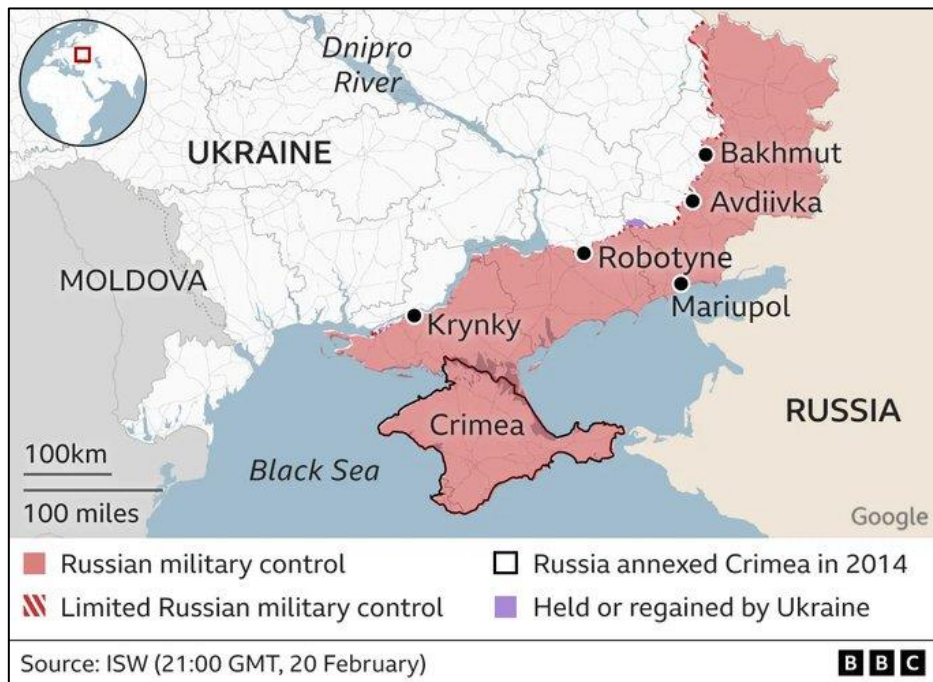 Dnipro
River
UKRAINE
Bakhmut
Avdiivka
MOLDOVA
Robotyne
Mariupol
Krynky
RUSSIA
Crimea
100km
Black Sea
100 miles
Google
Russian military control
Russia annexed Crimea in 2014
Limited Russian military control
Held or regained by Ukraine
Source: ISW (21:00 GMT, 20 February)
BBC